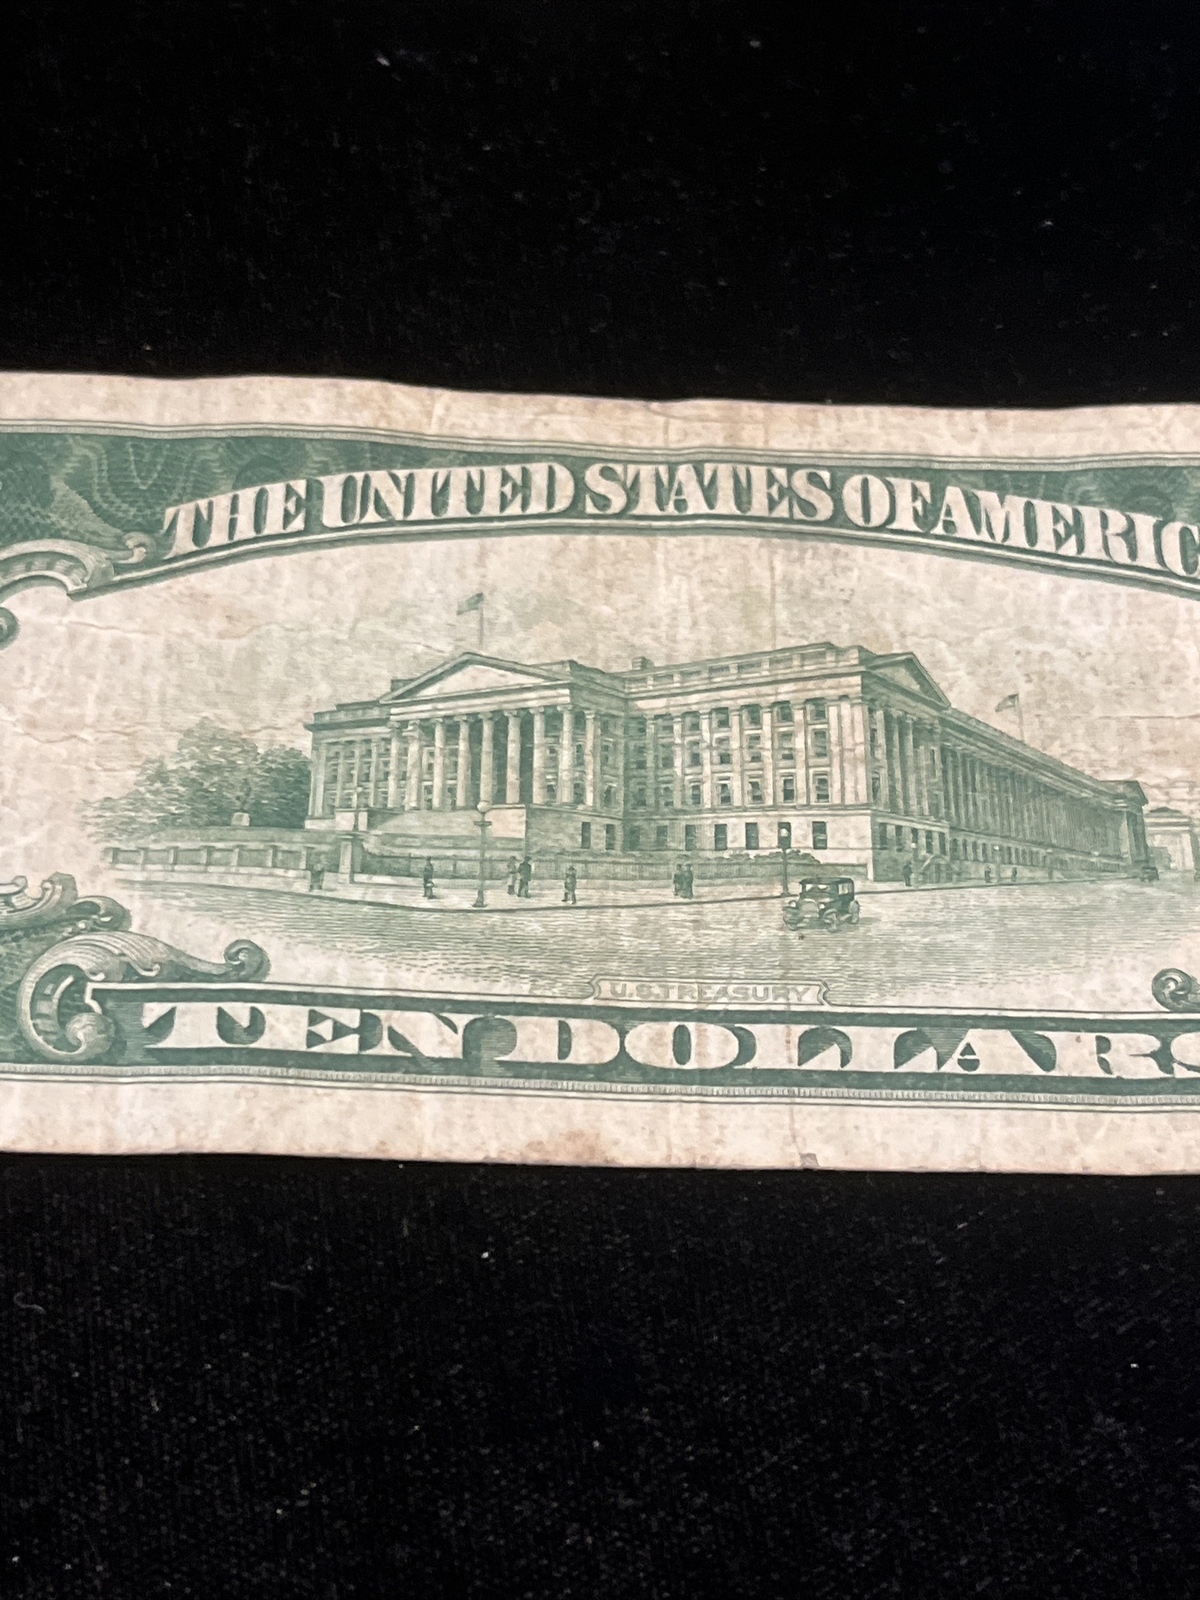 THE UNITED STATES OF AMERIC
U.S. TREASURY
TEN DOLLARS